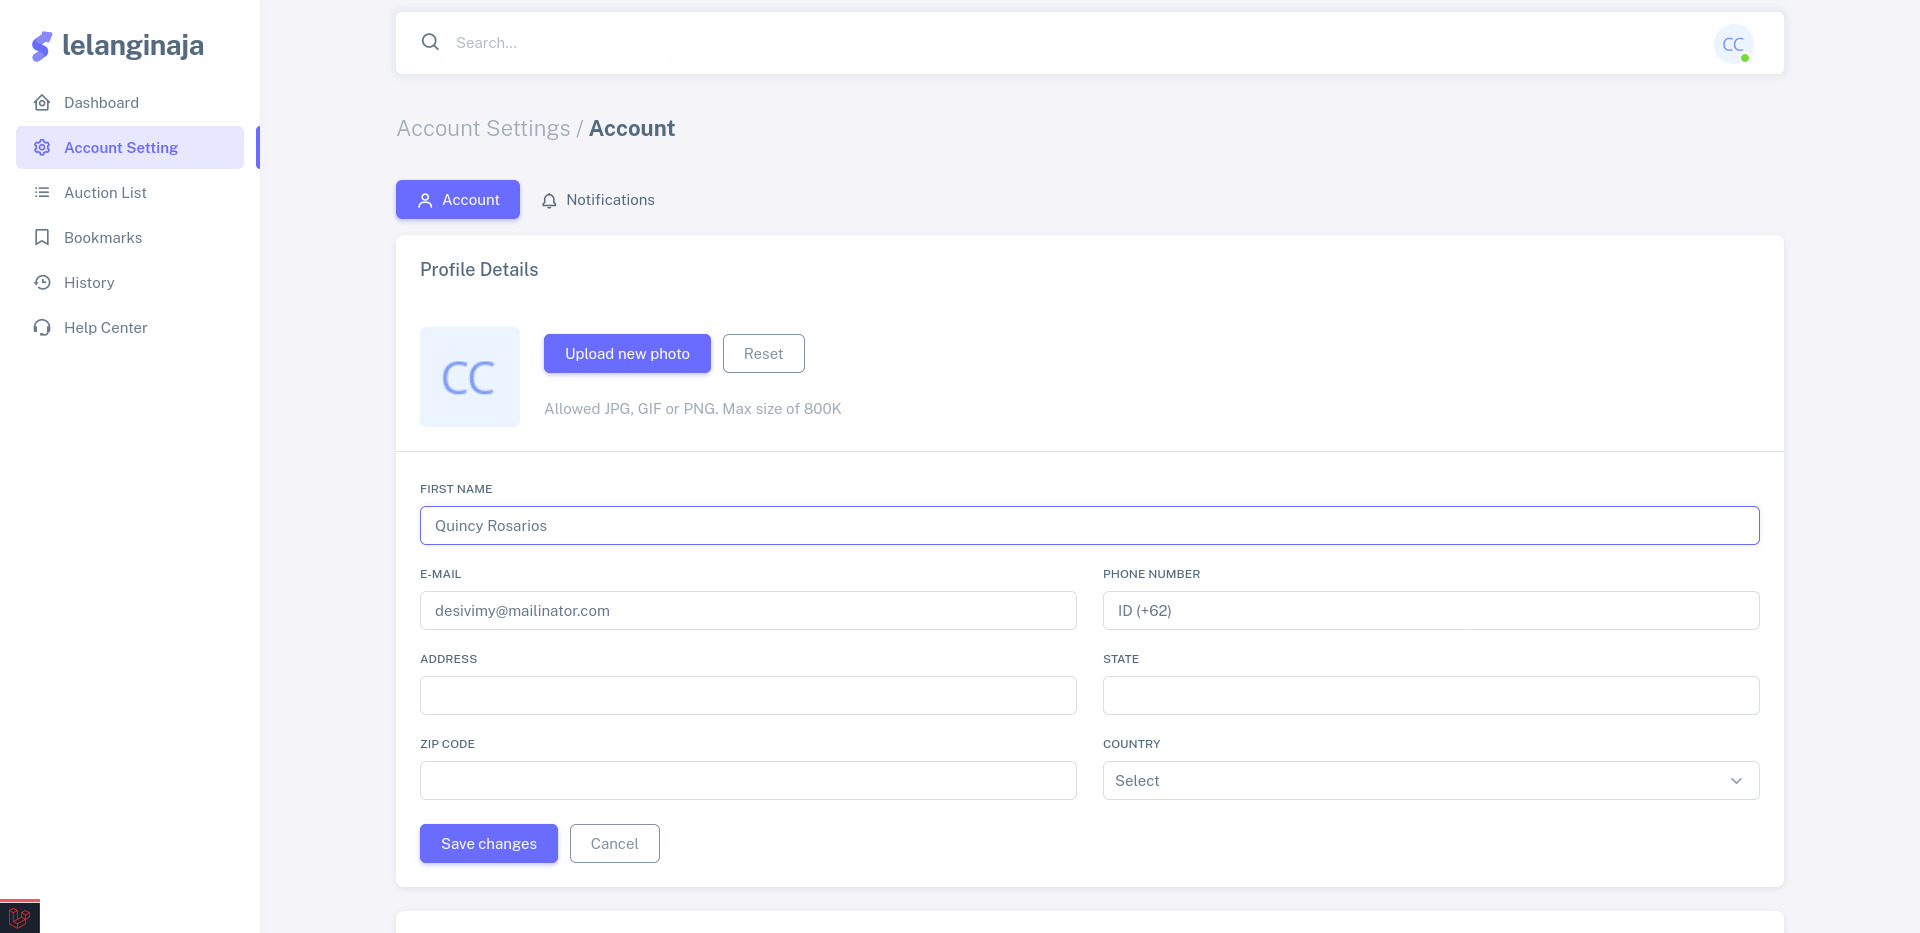 lelanginaja
Dashboard
Account Setting
Auction List
Bookmarks
History
Help Center
Search...
CC
Account Settings / Account
Account
Notifications
Profile Details
CC
Upload new photo
Reset
Allowed JPG, GIF or PNG. Max size of 800K
FIRST NAME
Quincy Rosarios
E-MAIL
PHONE NUMBER
desivimy@mailinator.com
ID (+62)
ADDRESS
STATE
ZIP CODE
COUNTRY
Select
Save changes
Cancel